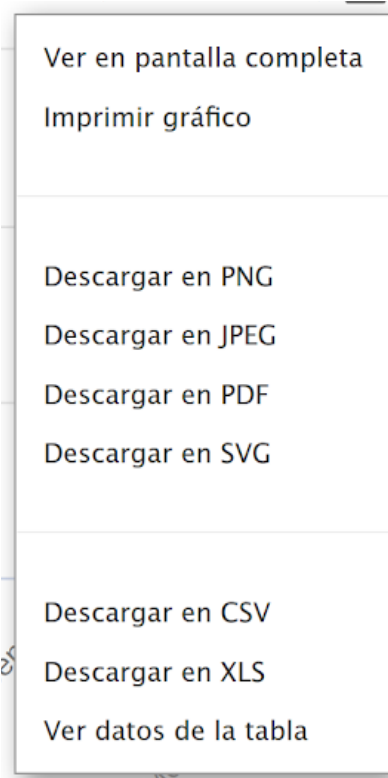 Ver en pantalla completa
Imprimir gráfico
Descargar en PNG
Descargar en JPEG
Descargar en PDF
Descargar en SVG
Descargar en CSV
Descargar en XLS
Ver datos de la tabla